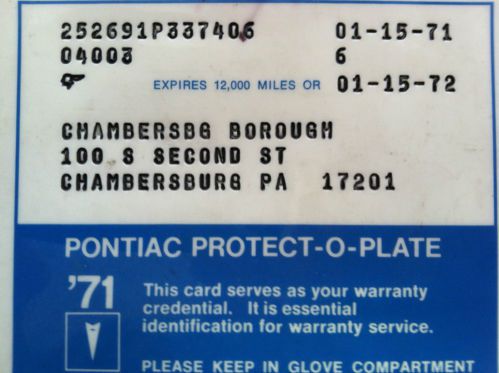 252691P337406 01-15-71
04003 6
EXPIRES 12,000 MILES OR 01-15-72
CHAMBERSBG BOROUGH
100 S SECOND ST
CHAMBERSBURG PA 17201
PONTIAC PROTECT-O-PLATE
'71 This card serves as your warranty
credential. It is essential
identification for warranty service.
PLEASE KEEP IN GLOVE COMPARTMENT